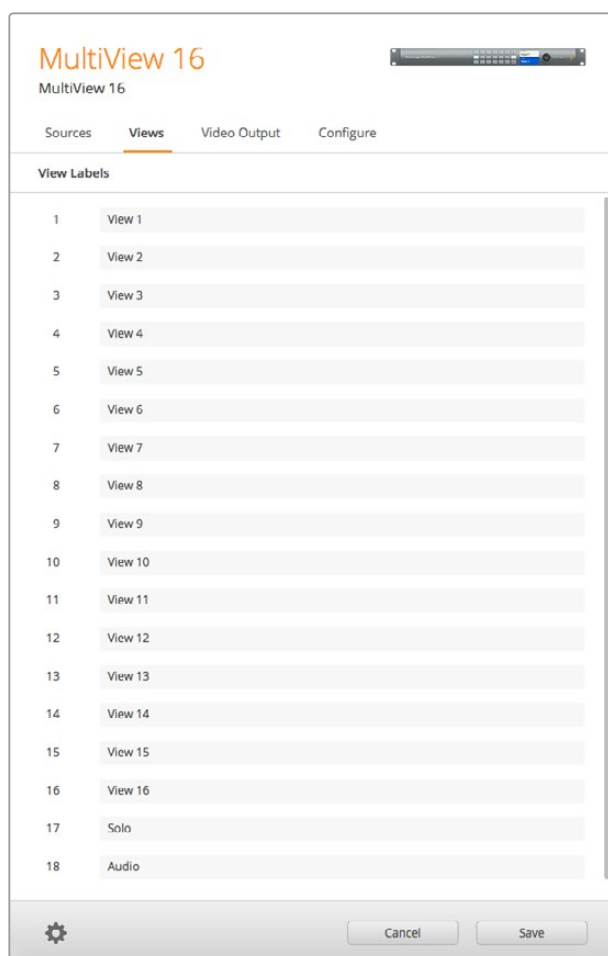 MultiView 16
MultiView 16
Sources Views Video Output Configure
View Labels
1 View 1
2 View 2
3 View 3
4 View 4
5 View 5
6 View 6
7 View 7
8 View 8
9 View 9
10 View 10
11 View 11
12 View 12
13 View 13
14 View 14
15 View 15
16 View 16
17 Solo
18 Audio
Cancel Save